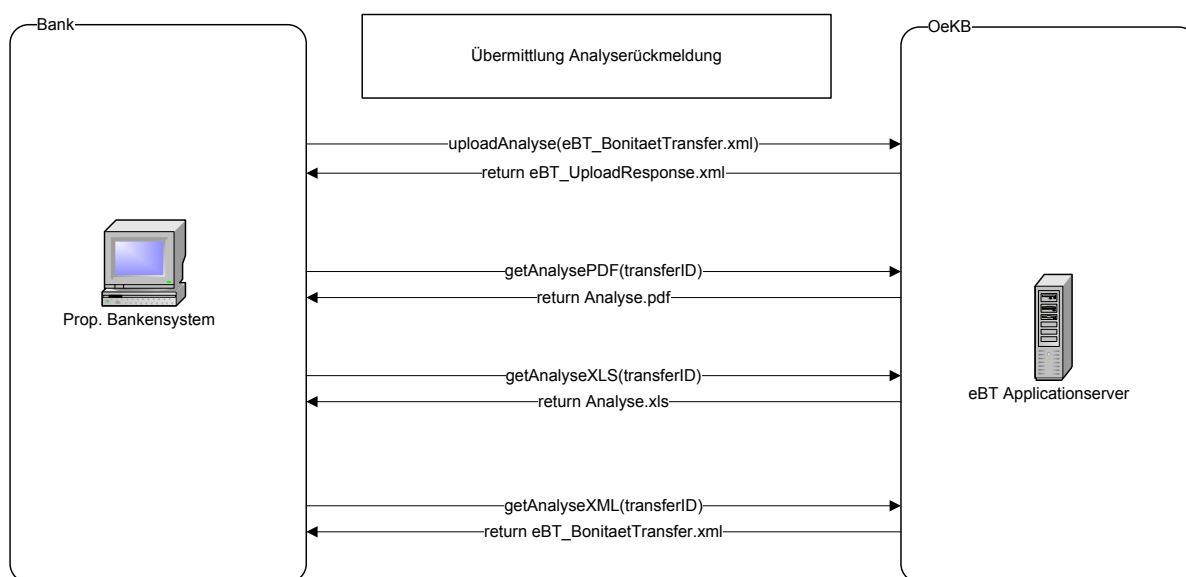 Bank
OeKB
Übermittlung Analyserückmeldung
uploadAnalyse(eBT_BonitaetTransfer.xml)
return eBT_UploadResponse.xml
getAnalysePDF(transferID)
return Analyse.pdf
Prop. Bankensystem
getAnalyseXLS(transferID)
return Analyse.xls
eBT Applicationserver
getAnalyseXML(transferID)
return eBT_BonitaetTransfer.xml